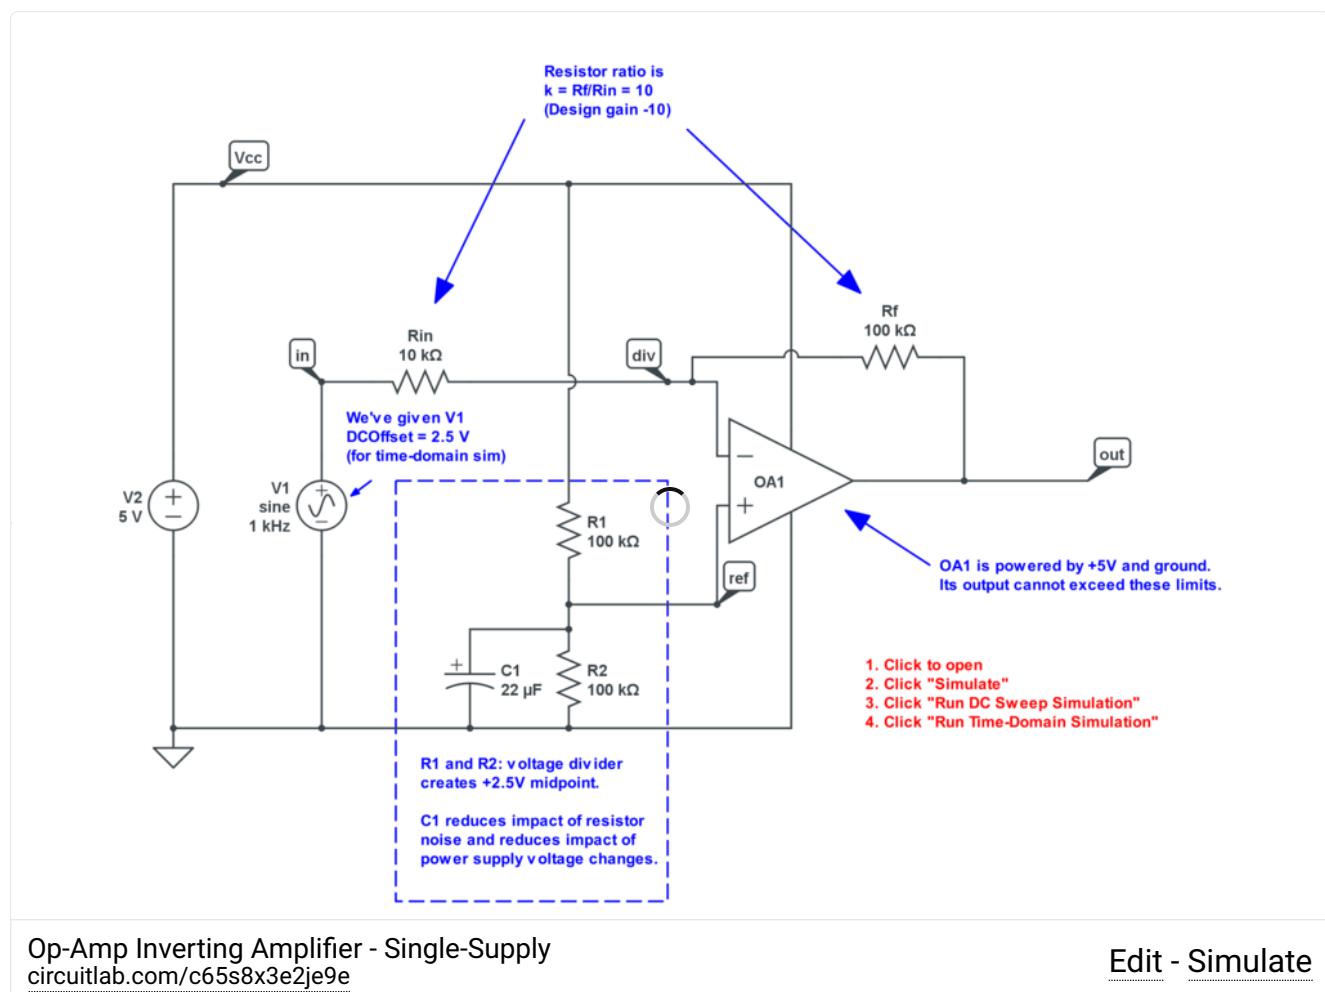 Resistor ratio is
k = Rf/Rin = 10
(Design gain -10)
Vcc
Rf
100 kΩ
Rin
10 kΩ
in
div
We've given V1
DCOffset = 2.5 V
(for time-domain sim)
out
V2
5 V
V1
sine
1 kHz
OA1
R1
100 kΩ
ref
OA1 is powered by +5V and ground.
Its output cannot exceed these limits.
C1
22 µF
R2
100 kΩ
1. Click to open
2. Click "Simulate"
3. Click "Run DC Sweep Simulation"
4. Click "Run Time-Domain Simulation"
R1 and R2: voltage divider
creates +2.5V midpoint.
C1 reduces impact of resistor
noise and reduces impact of
power supply voltage changes.
Op-Amp Inverting Amplifier - Single-Supply
circuitlab.com/c65s8x3e2je9e
Edit - Simulate